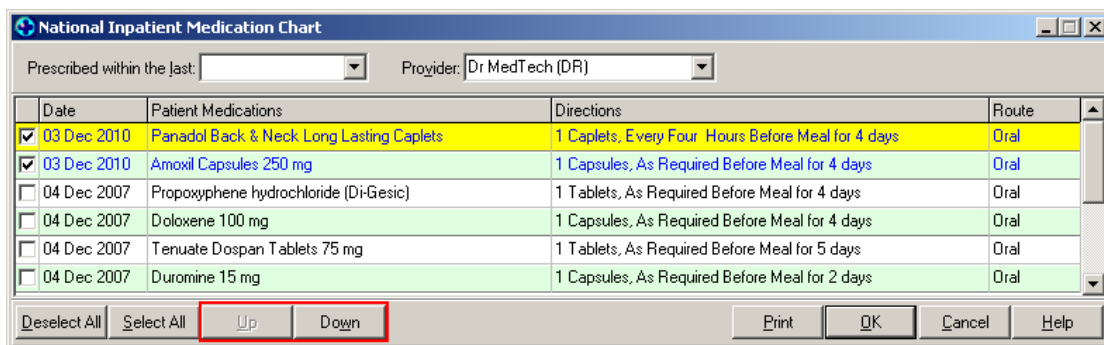 National Inpatient Medication Chart
Prescribed within the last: Provider: Dr MedTech (DR)
Date Patient Medications Directions Route
03 Dec 2010 Panadol Back & Neck Long Lasting Caplets 1 Caplets, Every Four Hours Before Meal for 4 days Oral
03 Dec 2010 Amoxil Capsules 250 mg 1 Capsules, As Required Before Meal for 4 days Oral
04 Dec 2007 Propoxyphene hydrochloride (Di-Gesic) 1 Tablets, As Required Before Meal for 4 days Oral
04 Dec 2007 Doloxene 100 mg 1 Capsules, As Required Before Meal for 4 days Oral
04 Dec 2007 Tenuate Dospan Tablets 75 mg 1 Tablets, As Required Before Meal for 5 days Oral
04 Dec 2007 Duromine 15 mg 1 Capsules, As Required Before Meal for 2 days Oral
Deselect All Select All Up Down Print OK Cancel Help